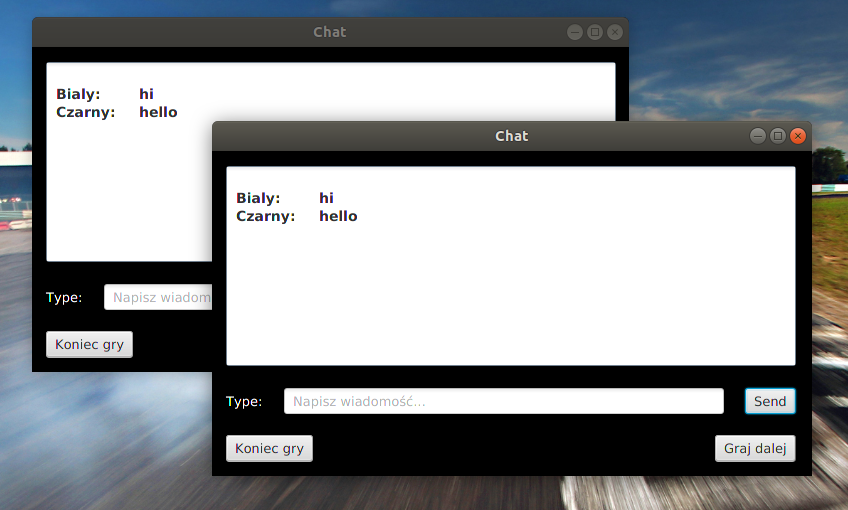 Chat
Bialy: hi
Czarny: hello
Type: Napisz wiadom
Koniec gry
Chat
Bialy: hi
Czarny: hello
Type: Napisz wiadomość... Send
Koniec gry Graj dalej